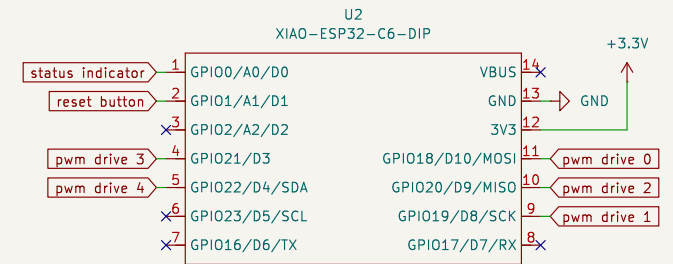 U2
XIAO-ESP32-C6-DIP
+3.3V
status indicator 1 GPIO0/A0/D0 VBUS 14
reset button 2 GPIO1/A1/D1 GND 13 GND
3 GPIO2/A2/D2 3V3 12
pwm drive 3 4 GPIO21/D3 GPIO18/D10/MOSI 11 pwm drive 0
pwm drive 4 5 GPIO22/D4/SDA GPIO20/D9/MISO 10 pwm drive 2
6 GPIO23/D5/SCL GPIO19/D8/SCK 9 pwm drive 1
7 GPIO16/D6/TX GPIO17/D7/RX 8